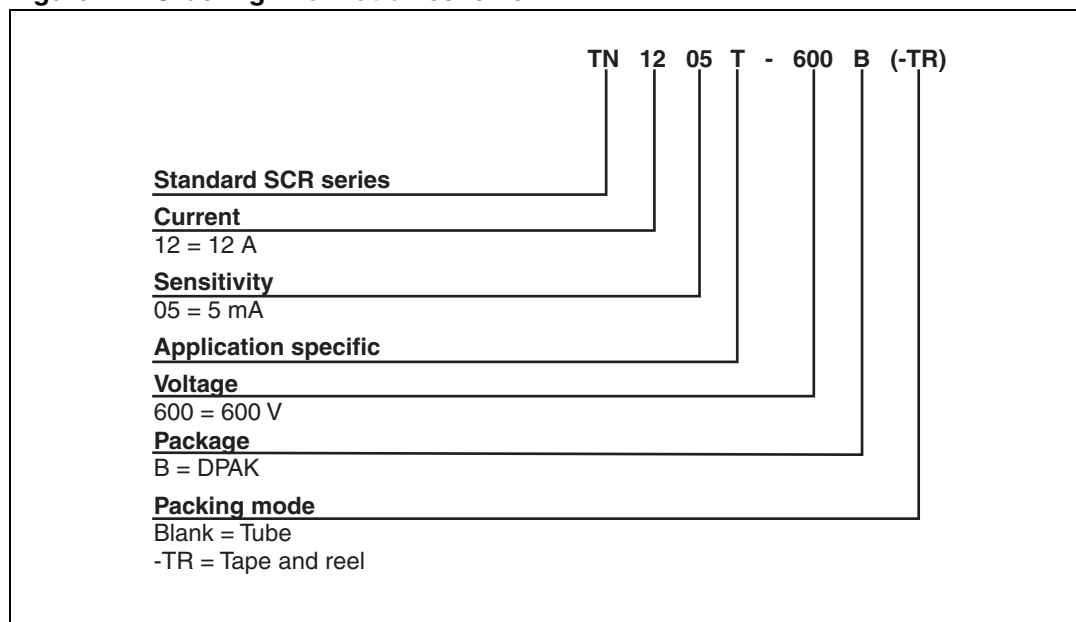 TN 12 05 T - 600 B (-TR)
Standard SCR series
Current
12 = 12 A
Sensitivity
05 = 5 mA
Application specific
Voltage
600 = 600 V
Package
B = DPAK
Packing mode
Blank = Tube
-TR = Tape and reel